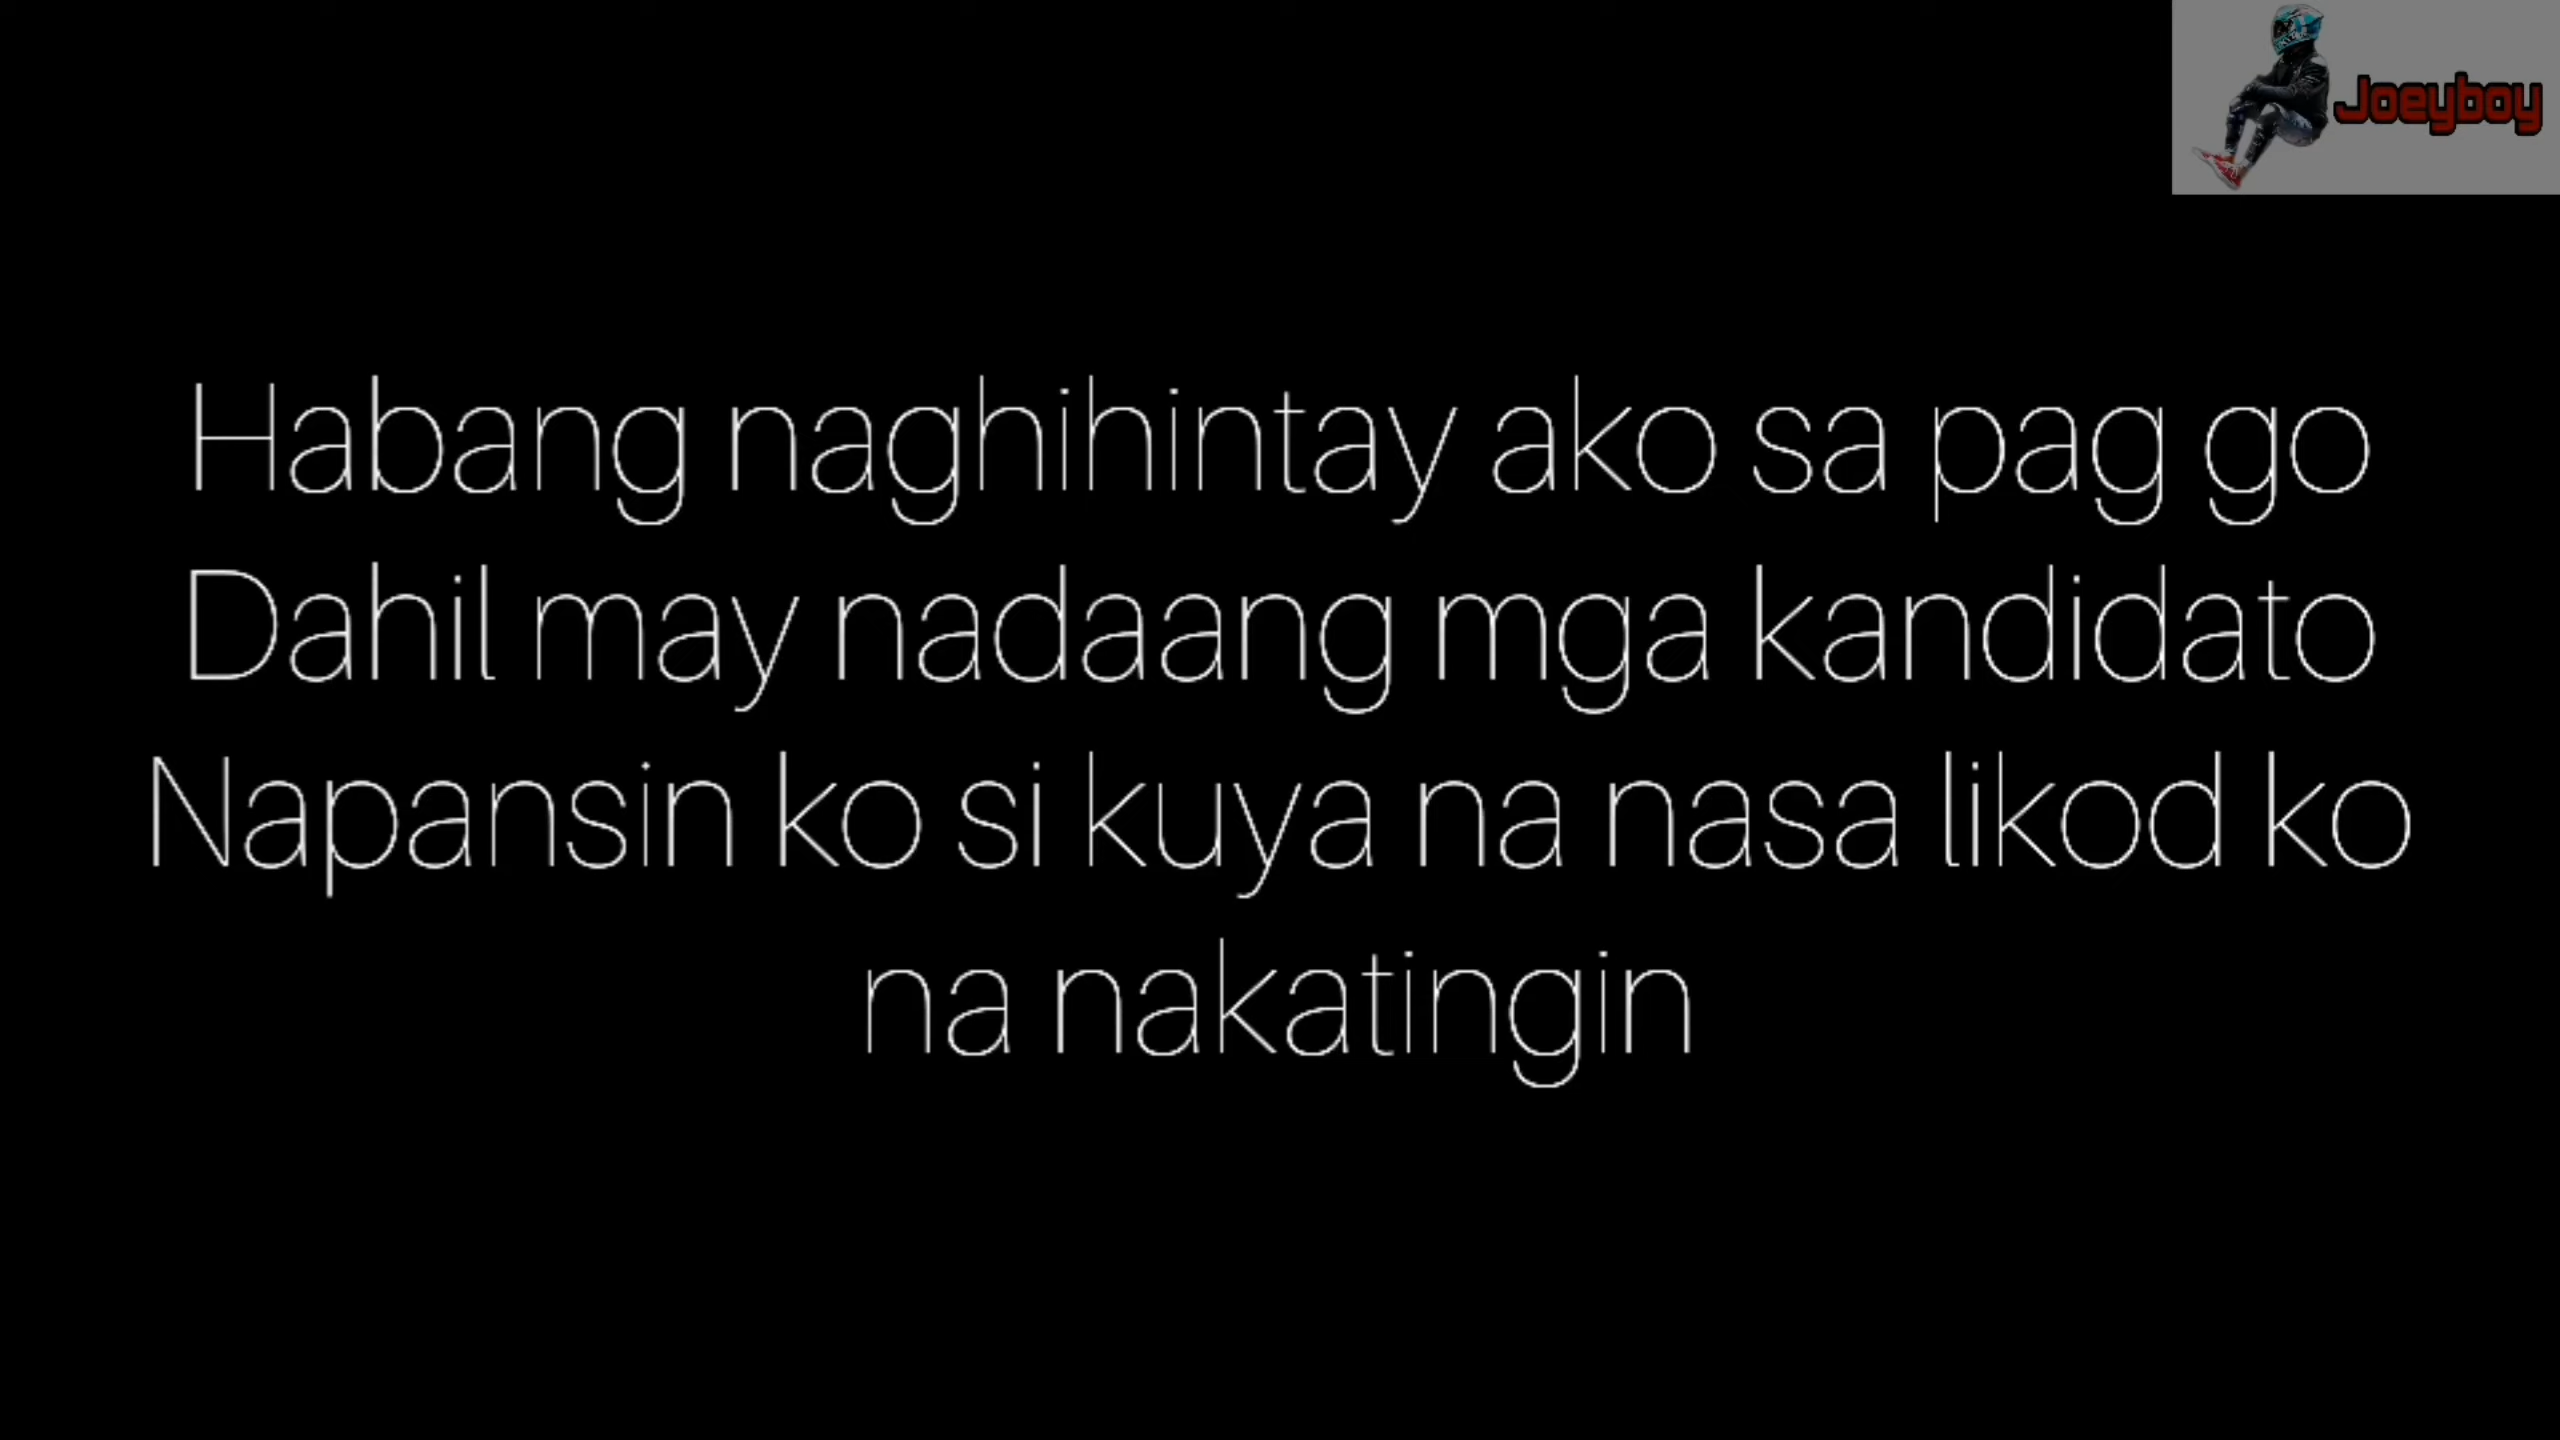 Joeyboy
Habang naghihintay ako sa pag go
Dahil may nadaang mga kandidato
Napansin ko si kuya na nasa likod ko
na nakatingin